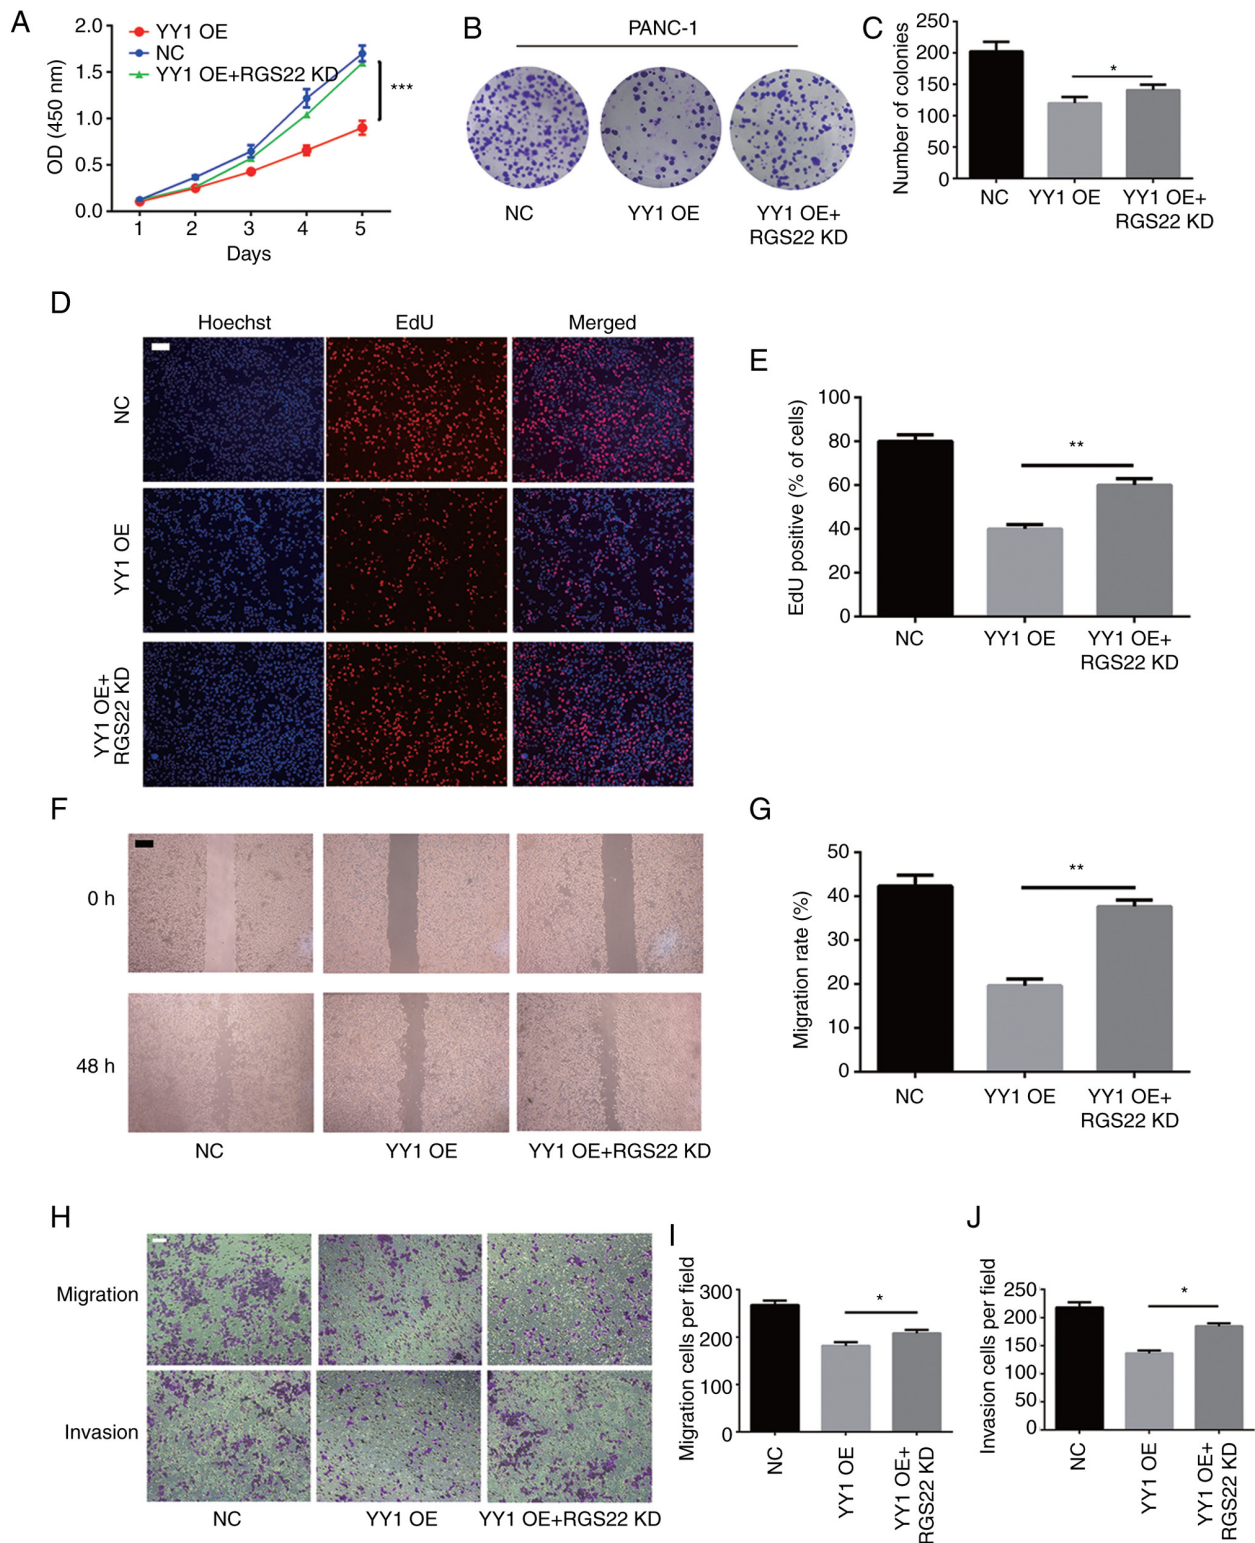 A
2.0
1.5
1.0
0.5
0.0
OD (450 nm)
YY1 OE
NC
YY1 OE+RGS22 KD
***
1 2 3 4 5
Days
B
PANC-1
NC
YY1 OE
YY1 OE+
RGS22 KD
C
250
200
150
100
50
0
Number of colonies
*
NC
YY1 OE
YY1 OE+
RGS22 KD
D
Hoechst
EdU
Merged
NC
YY1 OE
YY1 OE+
RGS22 KD
E
100
80
60
40
20
0
EdU positive (% of cells)
**
NC
YY1 OE
YY1 OE+
RGS22 KD
F
0 h
48 h
NC
YY1 OE
YY1 OE+RGS22 KD
G
50
40
30
20
10
0
Migration rate (%)
**
NC
YY1 OE
YY1 OE+
RGS22 KD
H
Migration
Invasion
NC
YY1 OE
YY1 OE+RGS22 KD
I
300
200
100
0
Migration cells per field
*
NC
YY1 OE
YY1 OE+
RGS22 KD
J
250
200
150
100
50
0
Invasion cells per field
*
NC
YY1 OE
YY1 OE+
RGS22 KD